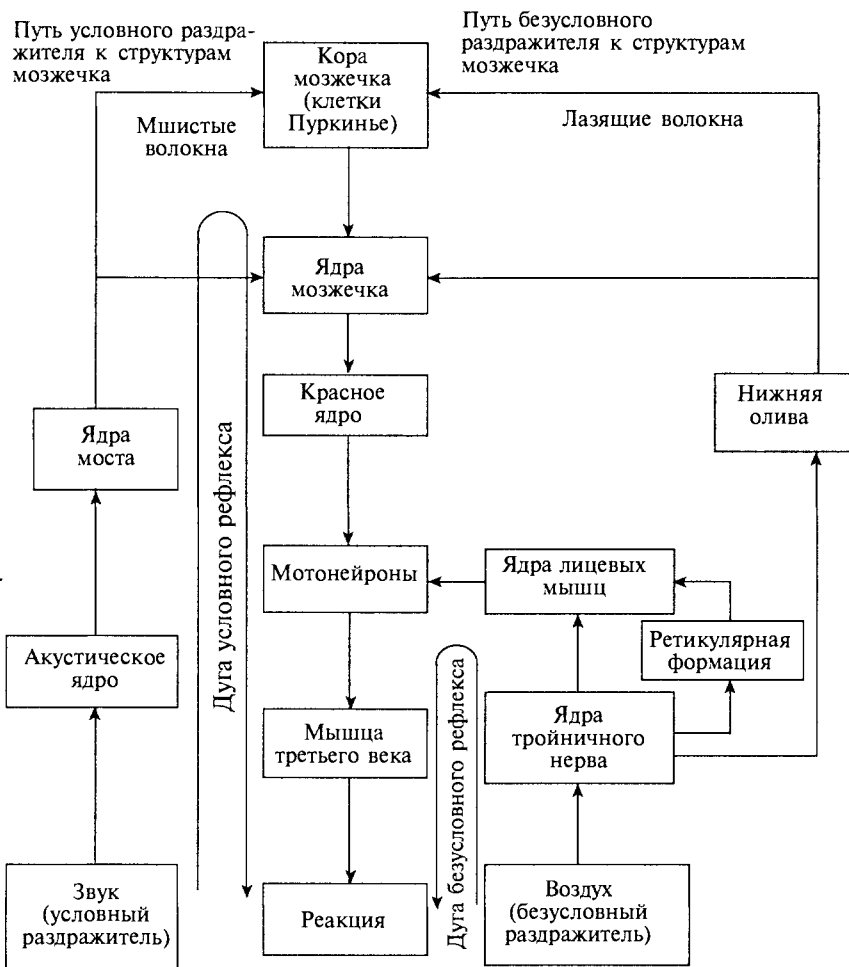 Путь условного раздра-
жителя к структурам
мозжечка
Путь безусловного
раздражителя к структурам
мозжечка
Кора
мозжечка
(клетки
Пуркинье)
Мшистые
волокна
Лазящие волокна
Ядра
мозжечка
Красное
ядро
Нижняя
олива
Ядра
моста
Дуга условного рефлекса
Мотонейроны
Ядра лицевых
мышц
Ретикулярная
формация
Акустическое
ядро
Мышца
третьего века
Дуга безусловного рефлекса
Ядра
тройничного
нерва
Звук
(условный
раздражитель)
Реакция
Воздух
(безусловный
раздражитель)